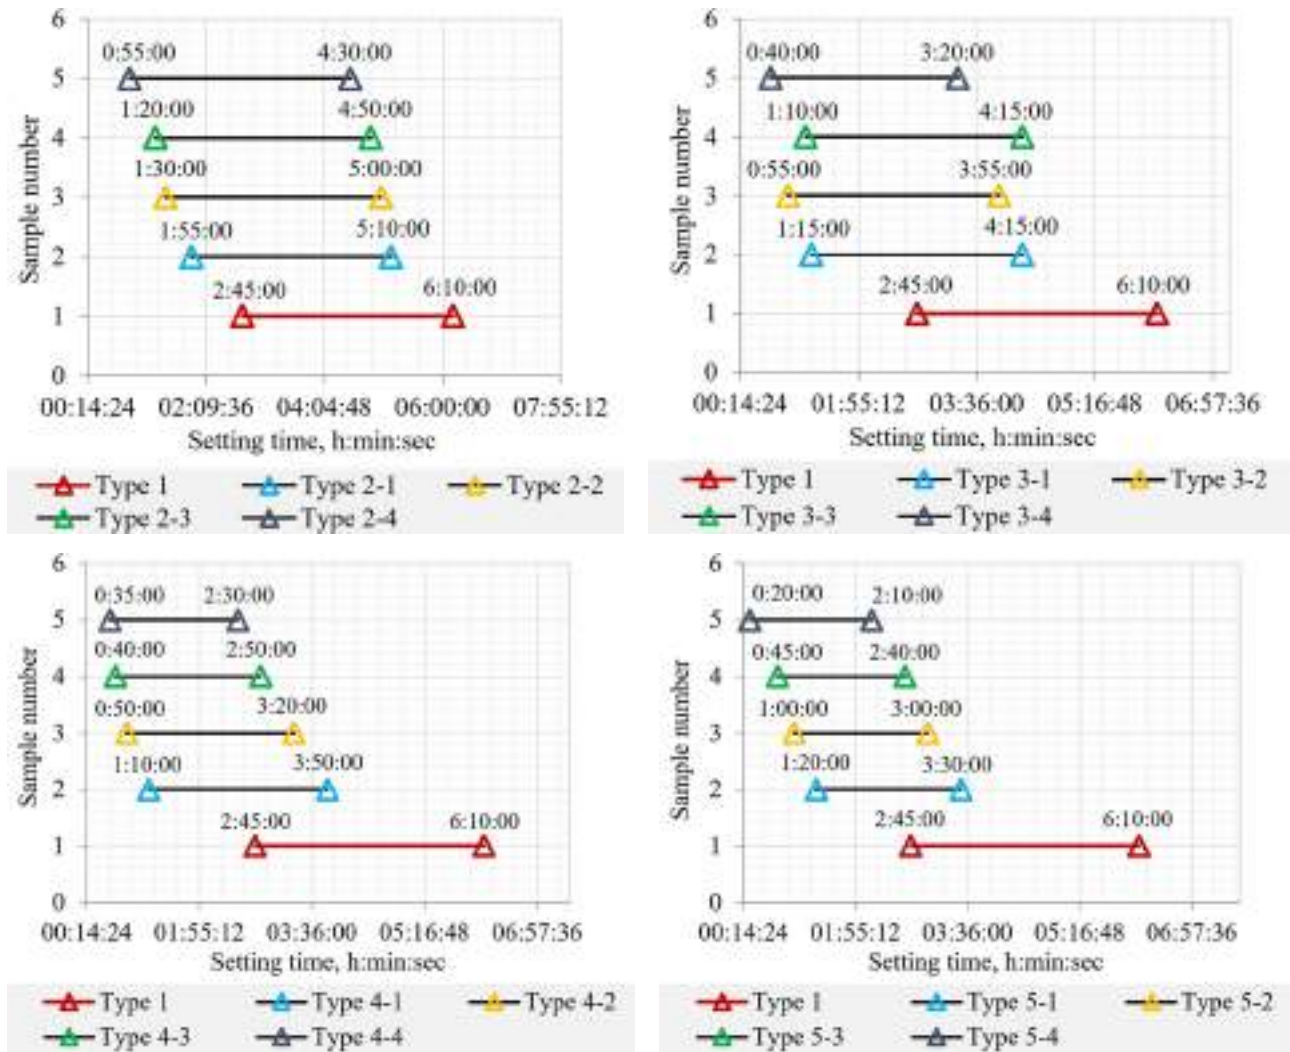 6
0:55:00 4:30:00
5
1:20:00 4:50:00
4
1:30:00 5:00:00
3
1:55:00 5:10:00
2
2:45:00 6:10:00
1
0
Sample number
00:14:24 02:09:36 04:04:48 06:00:00 07:55:12
Setting time, h:min:sec
Type 1 Type 2-1 Type 2-2
Type 2-3 Type 2-4
6
0:40:00 3:20:00
5
1:10:00 4:15:00
4
0:55:00 3:55:00
3
1:15:00 4:15:00
2
2:45:00 6:10:00
1
0
Sample number
00:14:24 01:55:12 03:36:00 05:16:48 06:57:36
Setting time, h:min:sec
Type 1 Type 3-1 Type 3-2
Type 3-3 Type 3-4
6
0:35:00 2:30:00
5
0:40:00 2:50:00
4
0:50:00 3:20:00
3
1:10:00 3:50:00
2
2:45:00 6:10:00
1
0
Sample number
00:14:24 01:55:12 03:36:00 05:16:48 06:57:36
Setting time, h:min:sec
Type 1 Type 4-1 Type 4-2
Type 4-3 Type 4-4
6
0:20:00 2:10:00
5
0:45:00 2:40:00
4
1:00:00 3:00:00
3
1:20:00 3:30:00
2
2:45:00 6:10:00
1
0
Sample number
00:14:24 01:55:12 03:36:00 05:16:48 06:57:36
Setting time, h:min:sec
Type 1 Type 5-1 Type 5-2
Type 5-3 Type 5-4